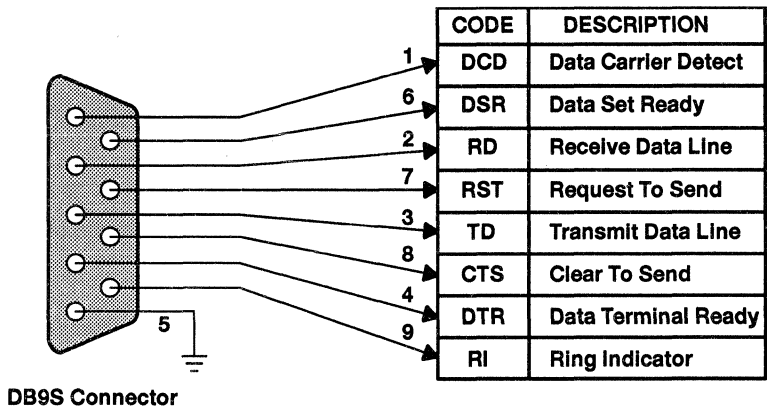 CODE DESCRIPTION
1 DCD Data Carrier Detect
6 DSR Data Set Ready
2 RD Receive Data Line
7 RST Request To Send
3 TD Transmit Data Line
8 CTS Clear To Send
4 DTR Data Terminal Ready
9 RI Ring Indicator
5
DB9S Connector